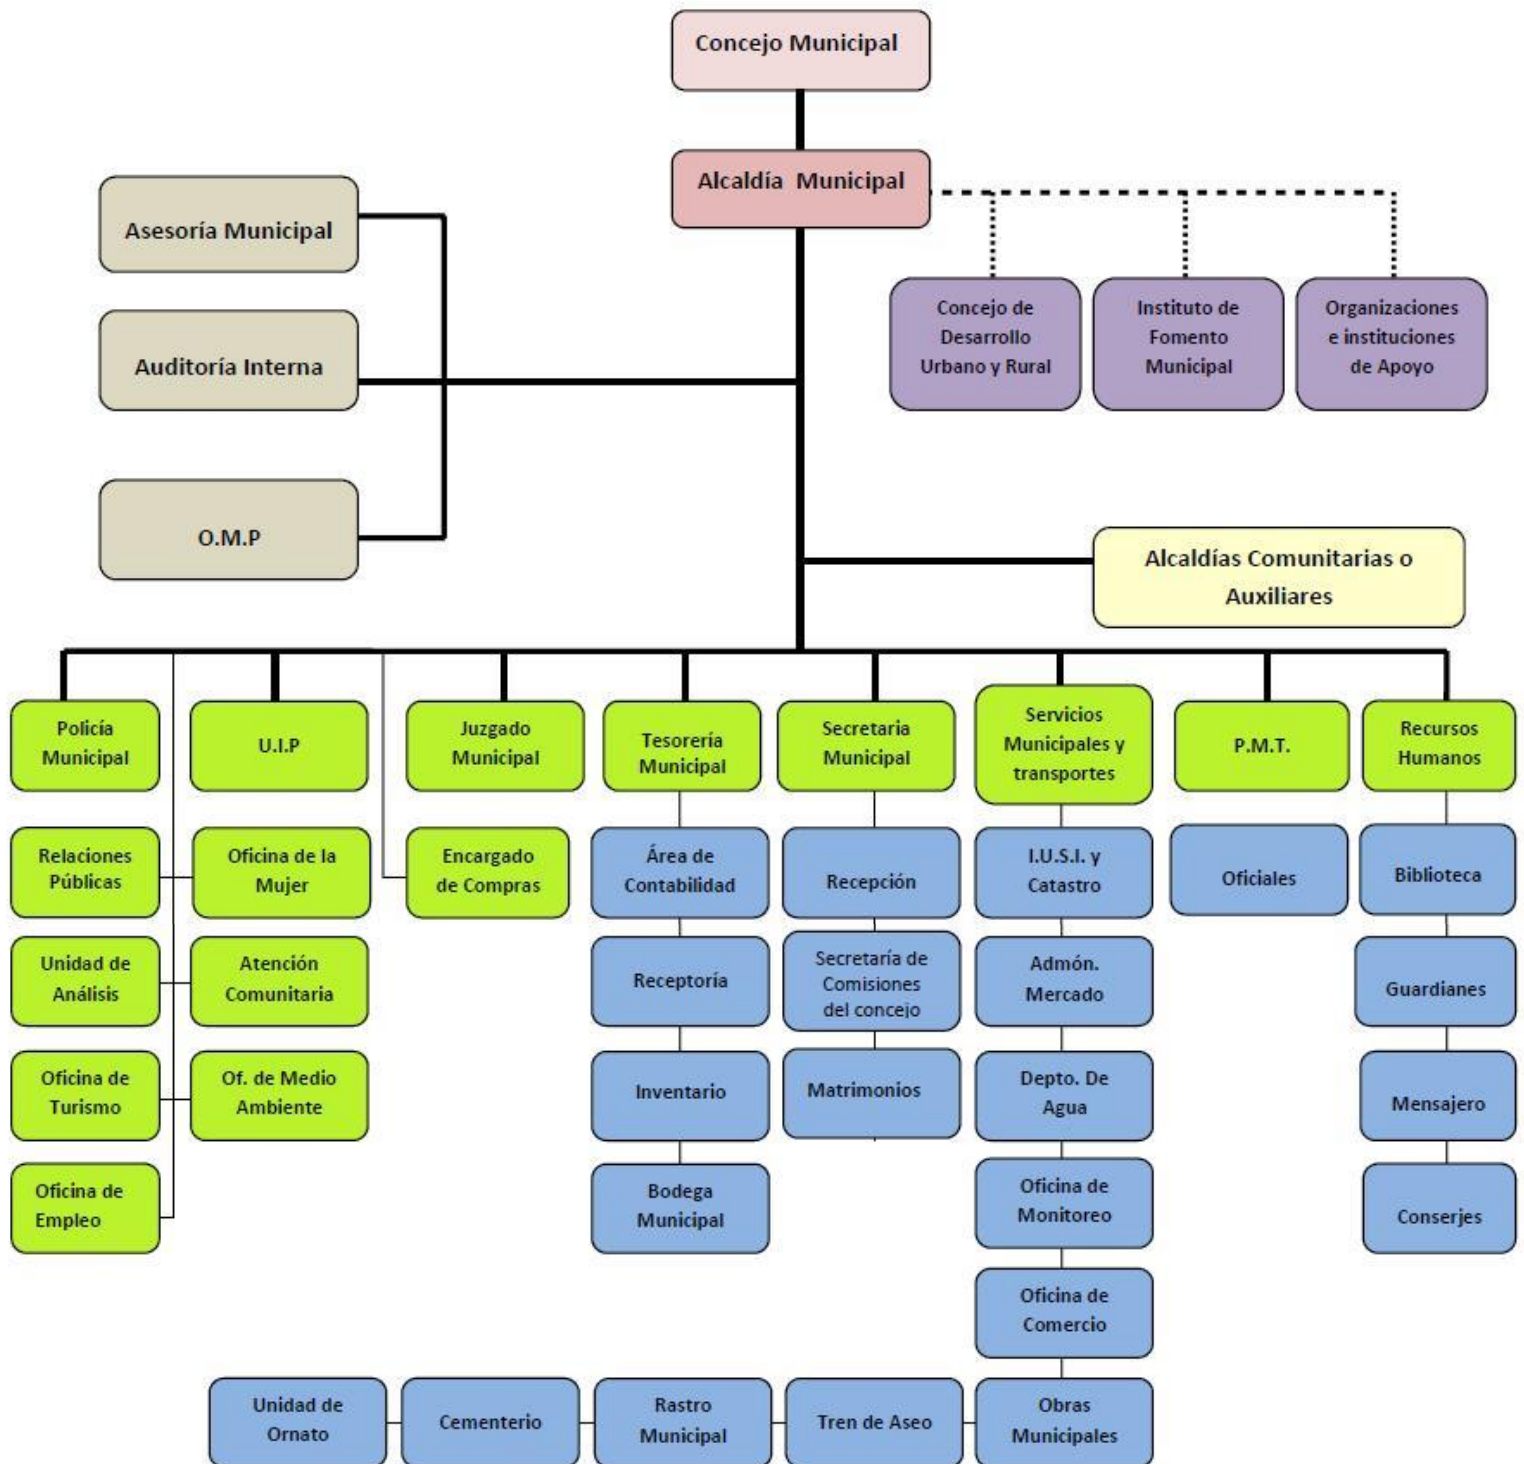 Concejo Municipal
Alcaldía Municipal
Asesoría Municipal
Auditoría Interna
O.M.P
Concejo de
Desarrollo
Urbano y Rural
Instituto de
Fomento
Municipal
Organizaciones
e instituciones
de Apoyo
Alcaldías Comunitarias o
Auxiliares
Policía
Municipal
U.I.P
Juzgado
Municipal
Tesorería
Municipal
Secretaria
Municipal
Servicios
Municipales y
transportes
P.M.T.
Recursos
Humanos
Relaciones
Públicas
Oficina de la
Mujer
Encargado
de Compras
Área de
Contabilidad
Recepción
I.U.S.I. y
Catastro
Oficiales
Biblioteca
Unidad de
Análisis
Atención
Comunitaria
Receptoría
Secretaría de
Comisiones
del concejo
Admón.
Mercado
Guardianes
Oficina de
Turismo
Of. de Medio
Ambiente
Inventario
Matrimonios
Depto. De
Agua
Mensajero
Oficina de
Empleo
Bodega
Municipal
Oficina de
Monitoreo
Conserjes
Oficina de
Comercio
Unidad de
Ornato
Cementerio
Rastro
Municipal
Tren de Aseo
Obras
Municipales